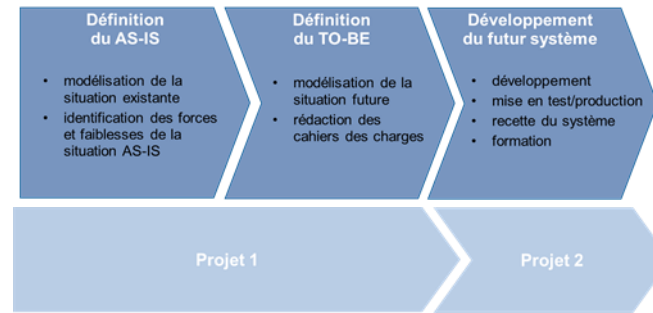 Définition
du AS-IS
• modélisation de la
situation existante
• identification des forces
et faiblesses de la
situation AS-IS
Définition
du TO-BE
• modélisation de la
situation future
• rédaction des
cahiers des charges
Développement
du futur système
• développement
• mise en test/production
• recette du système
• formation
Projet 1
Projet 2